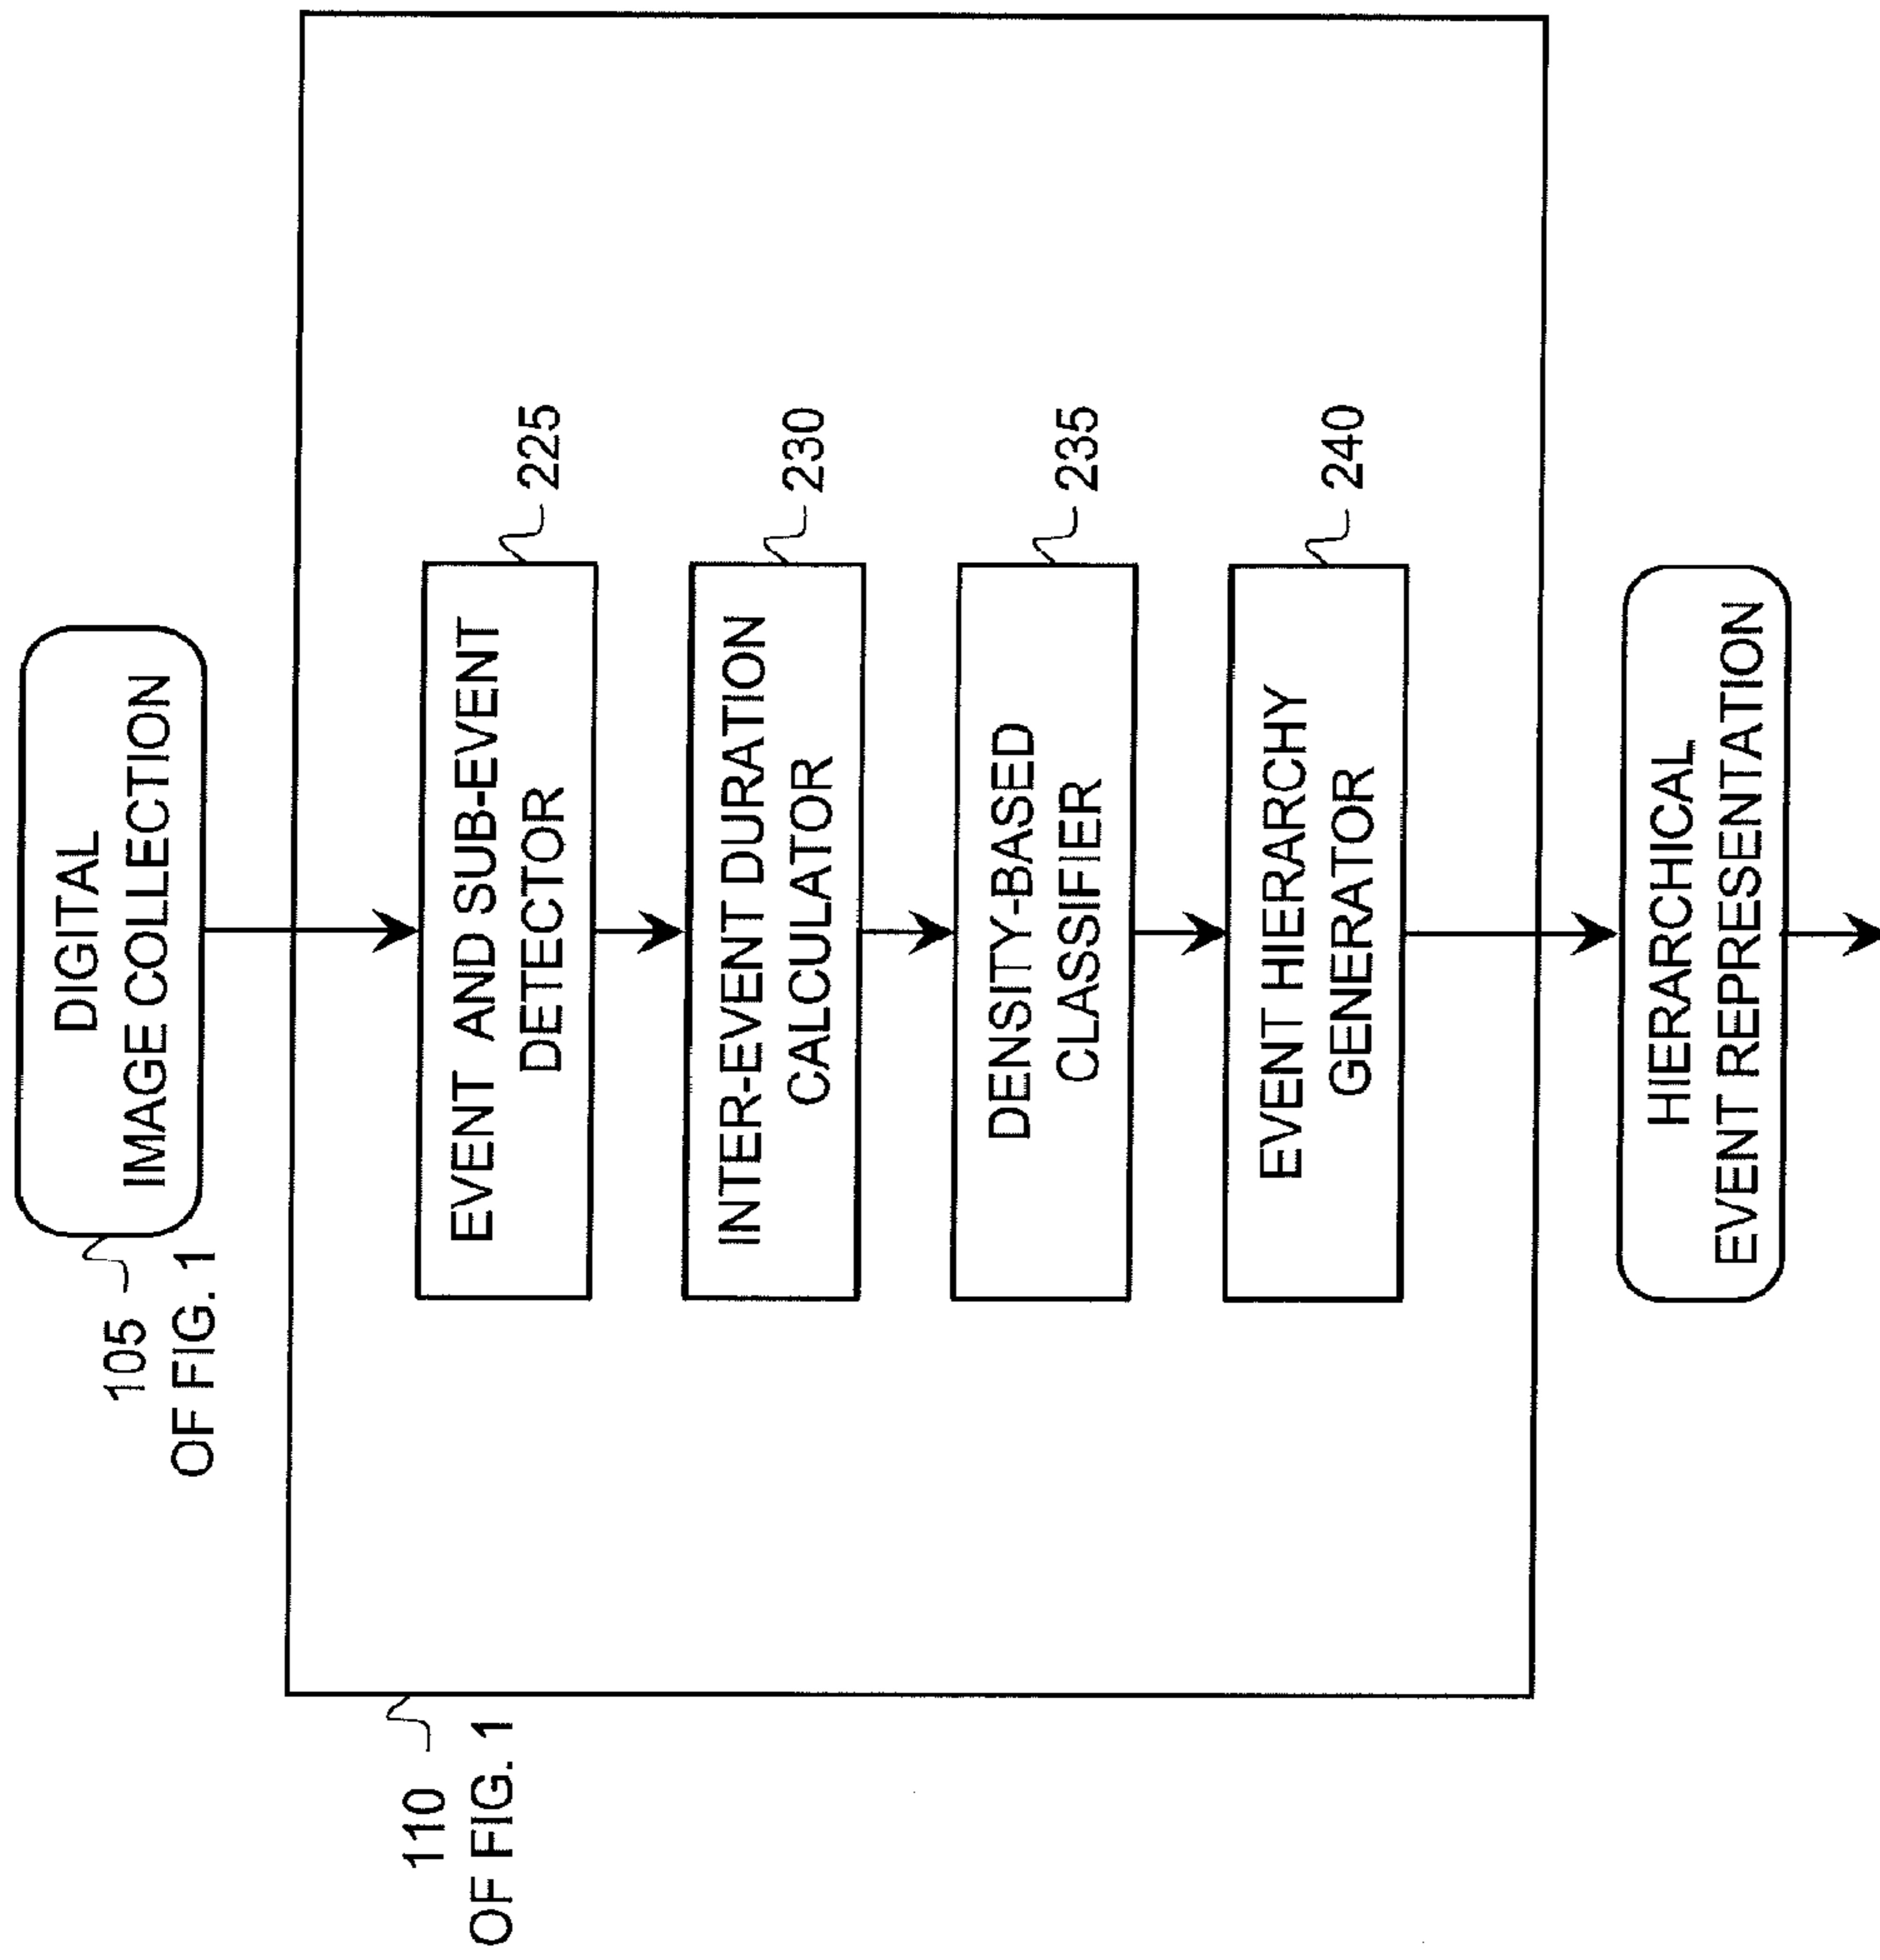 DIGITAL
IMAGE COLLECTION
105
OF FIG. 1
110
OF FIG. 1
EVENT AND SUB-EVENT
DETECTOR
225
INTER-EVENT DURATION
CALCULATOR
230
DENSITY-BASED
CLASSIFIER
235
EVENT HIERARCHY
GENERATOR
240
HIERARCHICAL
EVENT REPRESENTATION